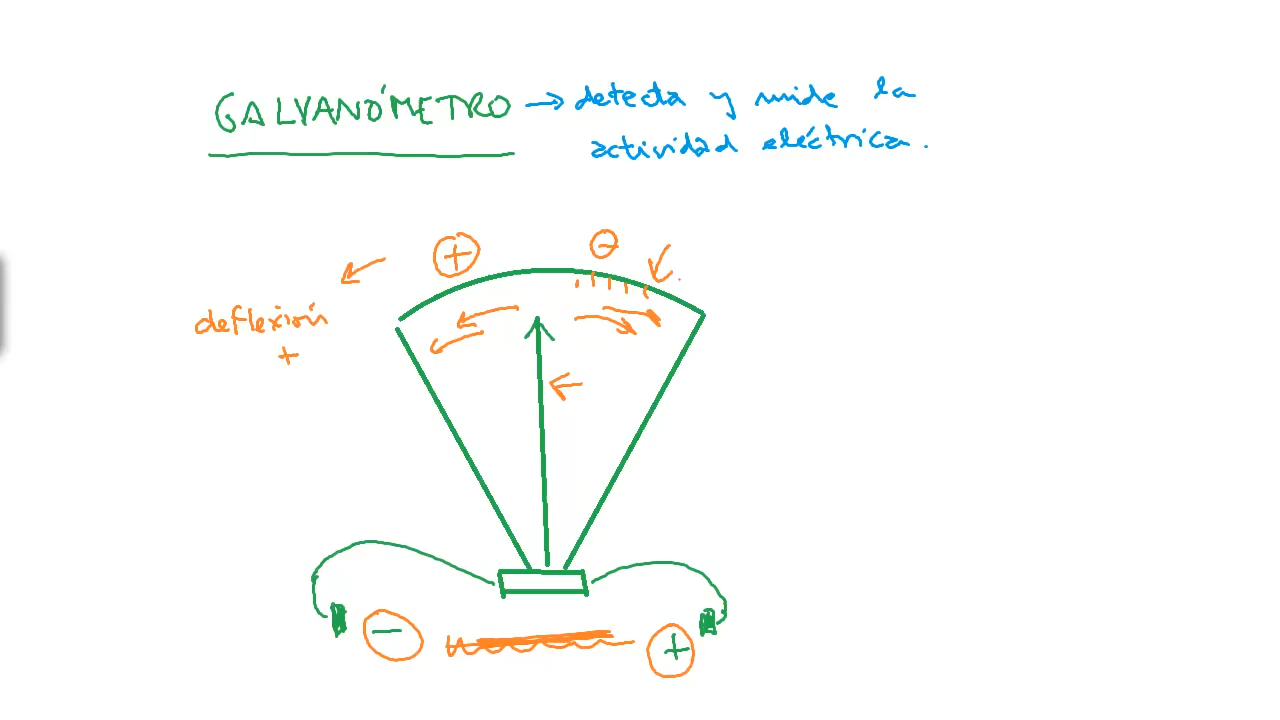 GALVANÓMETRO → detecta y mide la
actividad eléctrica.
+ -
deflexión
+
- +